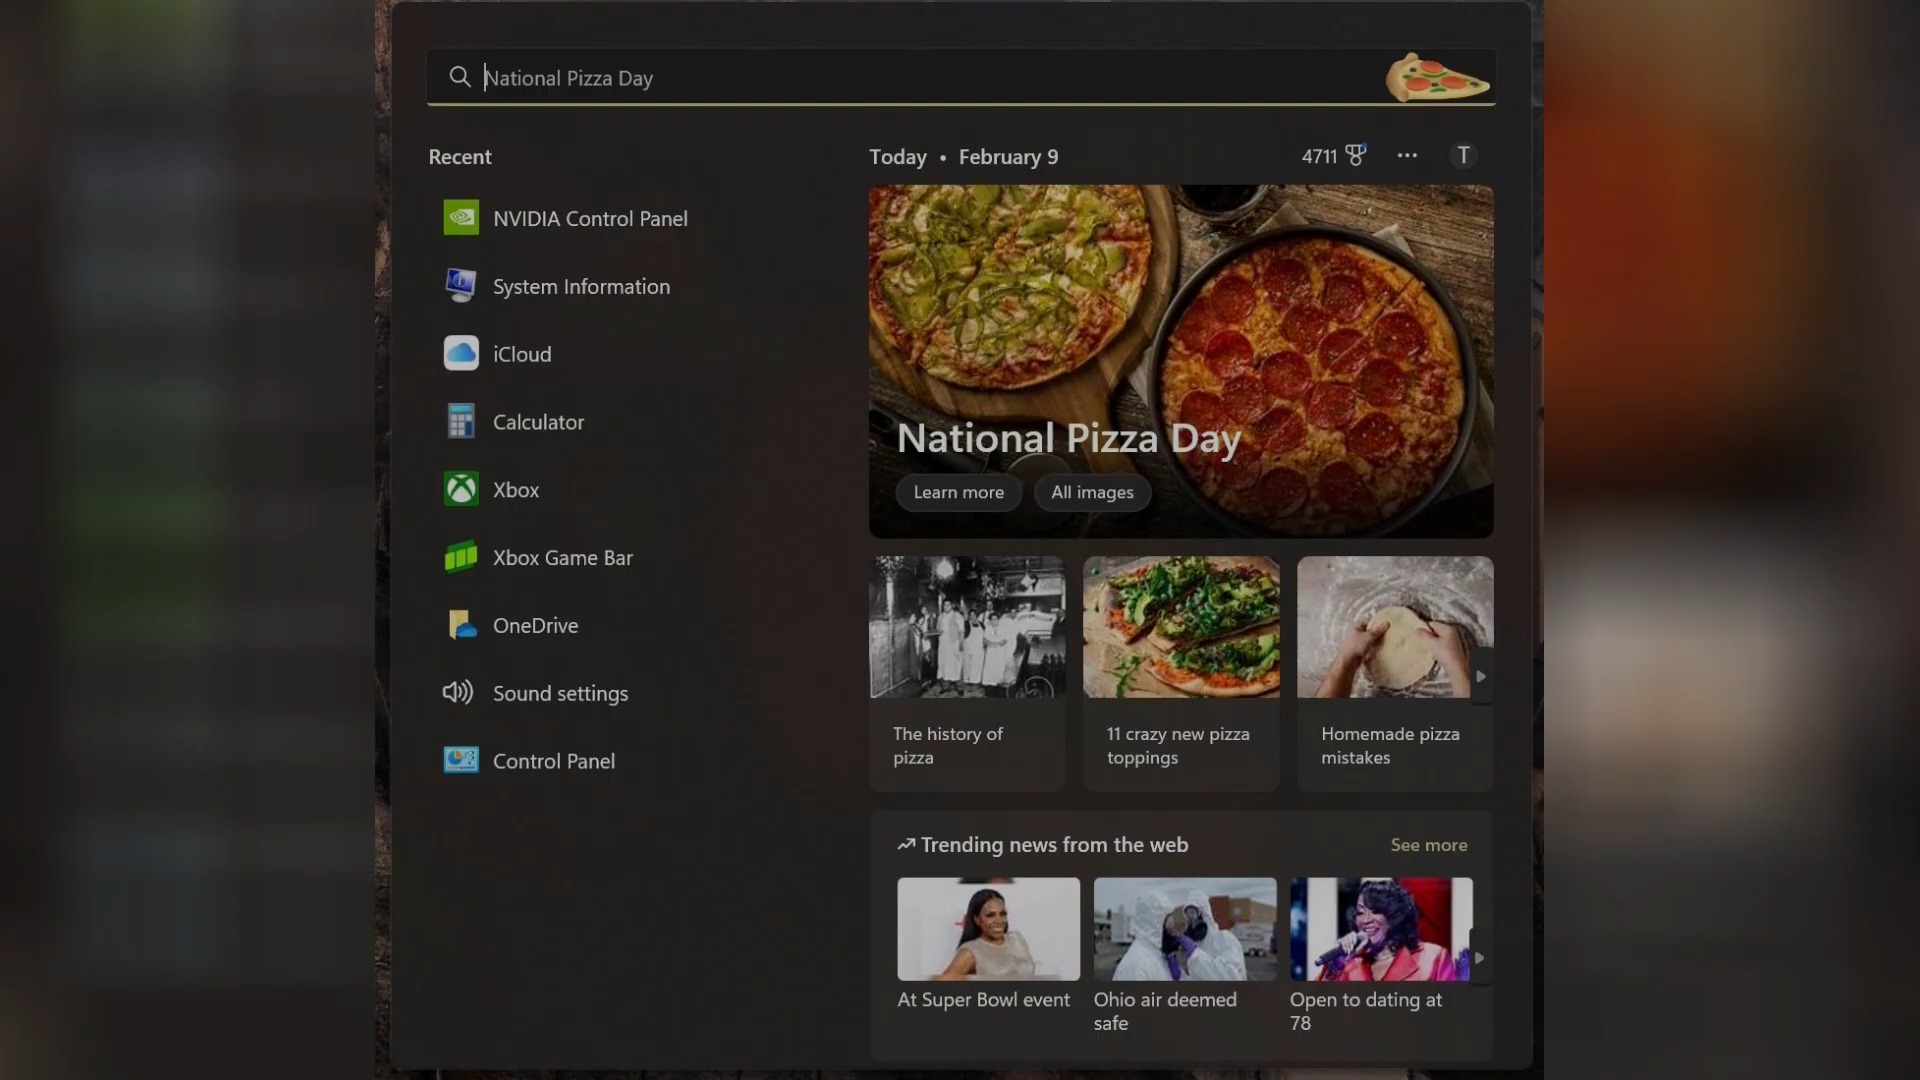 National Pizza Day
Recent
NVIDIA Control Panel
System Information
iCloud
Calculator
Xbox
Xbox Game Bar
OneDrive
Sound settings
Control Panel
Today • February 9
4711
T
National Pizza Day
Learn more
All images
The history of
pizza
11 crazy new pizza
toppings
Homemade pizza
mistakes
Trending news from the web
See more
At Super Bowl event
Ohio air deemed
safe
Open to dating at
78